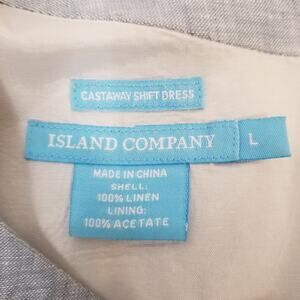 CASTAWAY SHIFT DRESS
ISLAND COMPANY L
MADE IN CHINA
SHELL:
100% LINEN
LINING:
100% ACETATE